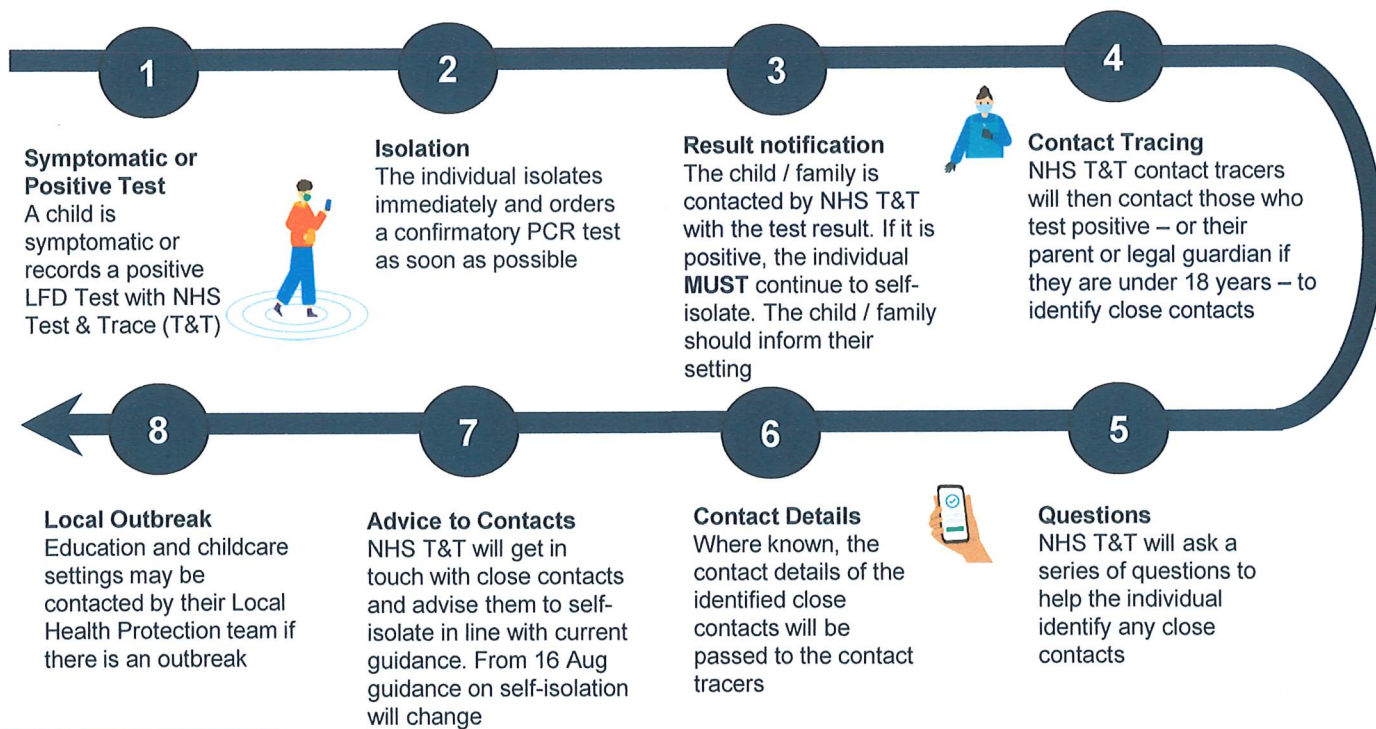 1
Symptomatic or
Positive Test
A child is
symptomatic or
records a positive
LFD Test with NHS
Test & Trace (T&T)
2
Isolation
The individual isolates
immediately and orders
a confirmatory PCR test
as soon as possible
3
Result notification
The child / family is
contacted by NHS T&T
with the test result. If it is
positive, the individual
MUST continue to self-
isolate. The child / family
should inform their
setting
4
Contact Tracing
NHS T&T contact tracers
will then contact those who
test positive – or their
parent or legal guardian if
they are under 18 years – to
identify close contacts
5
Questions
NHS T&T will ask a
series of questions to
help the individual
identify any close
contacts
6
Contact Details
Where known, the
contact details of the
identified close
contacts will be
passed to the contact
tracers
7
Advice to Contacts
NHS T&T will get in
touch with close contacts
and advise them to self-
isolate in line with current
guidance. From 16 Aug
guidance on self-isolation
will change
8
Local Outbreak
Education and childcare
settings may be
contacted by their Local
Health Protection team if
there is an outbreak